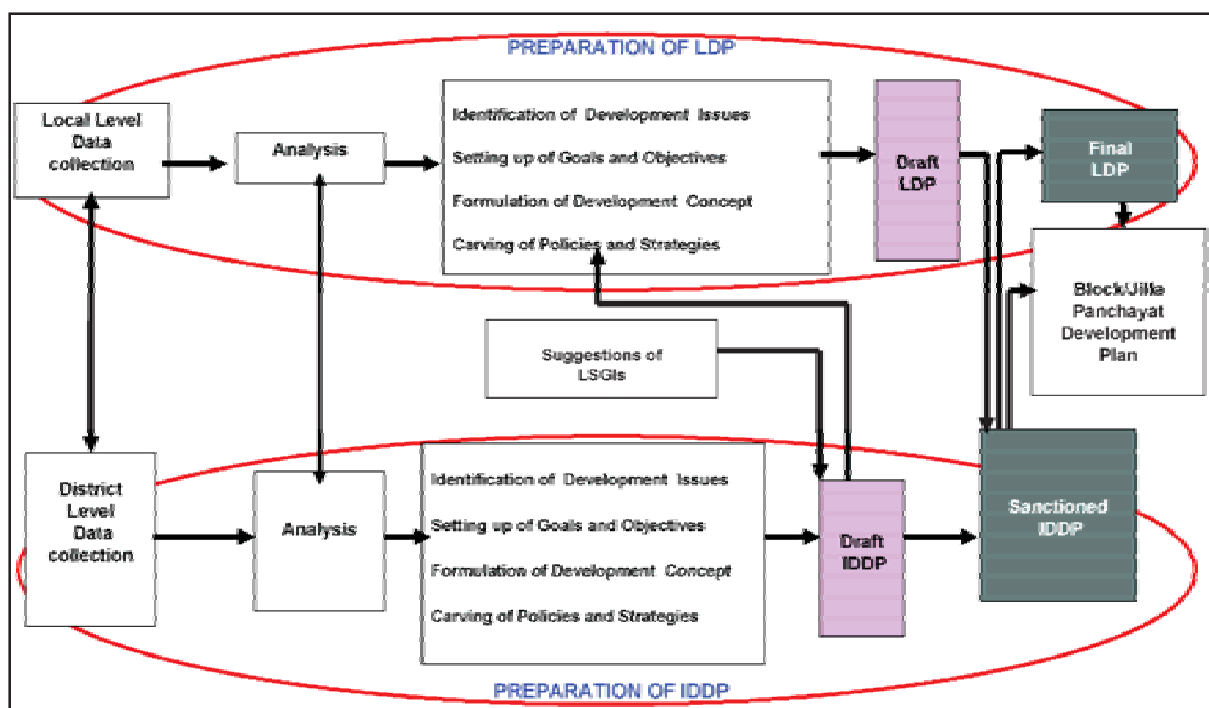 PREPARATION OF LDP
Local Level
Data
collection
Analysis
Identification of Development Issues
Setting up of Goals and Objectives
Formulation of Development Concept
Carving of Policies and Strategies
Draft
LDP
Final
LDP
Block/Jilla
Panchayat
Development
Plan
Suggestions of
LSGIs
District
Level
Data
collection
Analysis
Identification of Development Issues
Setting up of Goals and Objectives
Formulation of Development Concept
Carving of Policies and Strategies
Draft
IDDP
Sanctioned
IDDP
PREPARATION OF IDDP